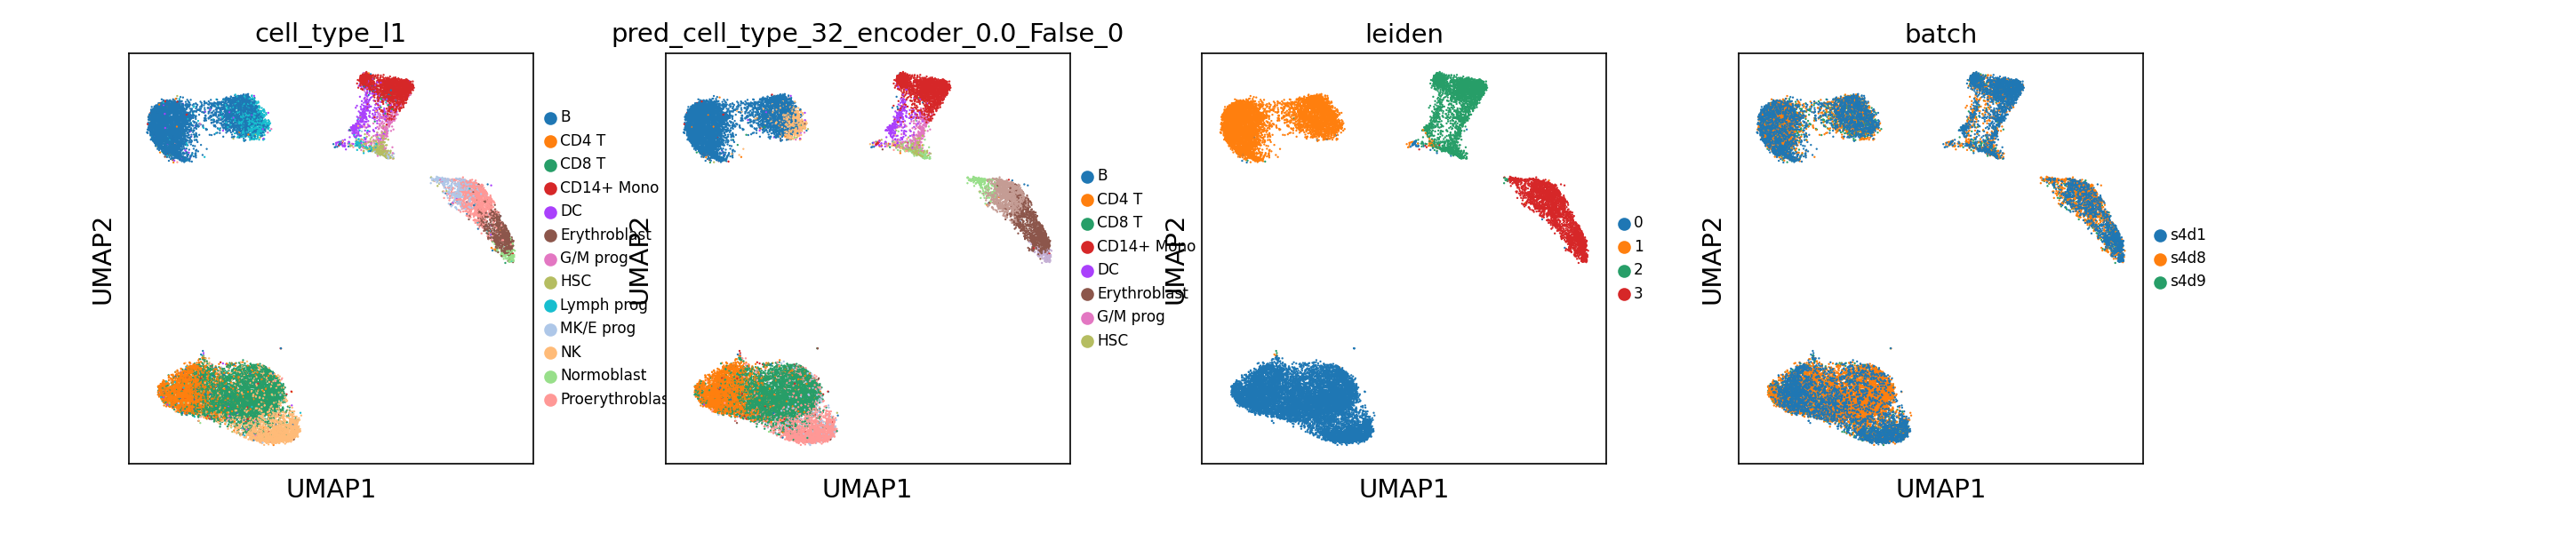 cell_type_l1
UMAP2
UMAP1
B
CD4 T
CD8 T
CD14+ Mono
DC
Erythroblast
G/M prog
HSC
Lymph prog
MK/E prog
NK
Normoblast
Proerythroblas
pred_cell_type_32_encoder_0.0_False_0
UMAP2
UMAP1
B
CD4 T
CD8 T
CD14+ Mono
DC
Erythroblast
G/M prog
HSC
leiden
UMAP2
UMAP1
0
1
2
3
batch
UMAP2
UMAP1
s4d1
s4d8
s4d9